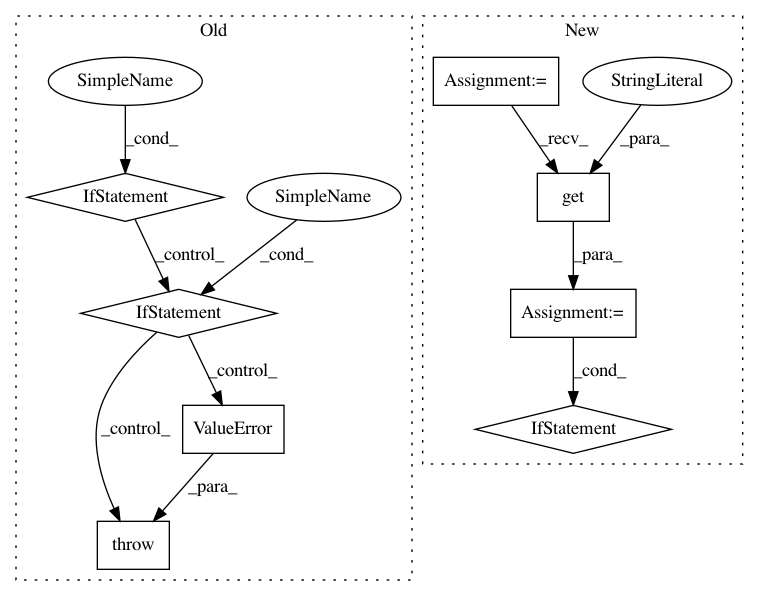 Old
New
SimpleName
Assignment:=
StringLiteral
_cond_
_recv_
_para_
IfStatement
SimpleName
get
_control_
_cond_
_para_
IfStatement
Assignment:=
_control_
_cond_
_control_
ValueError
IfStatement
_para_
throw